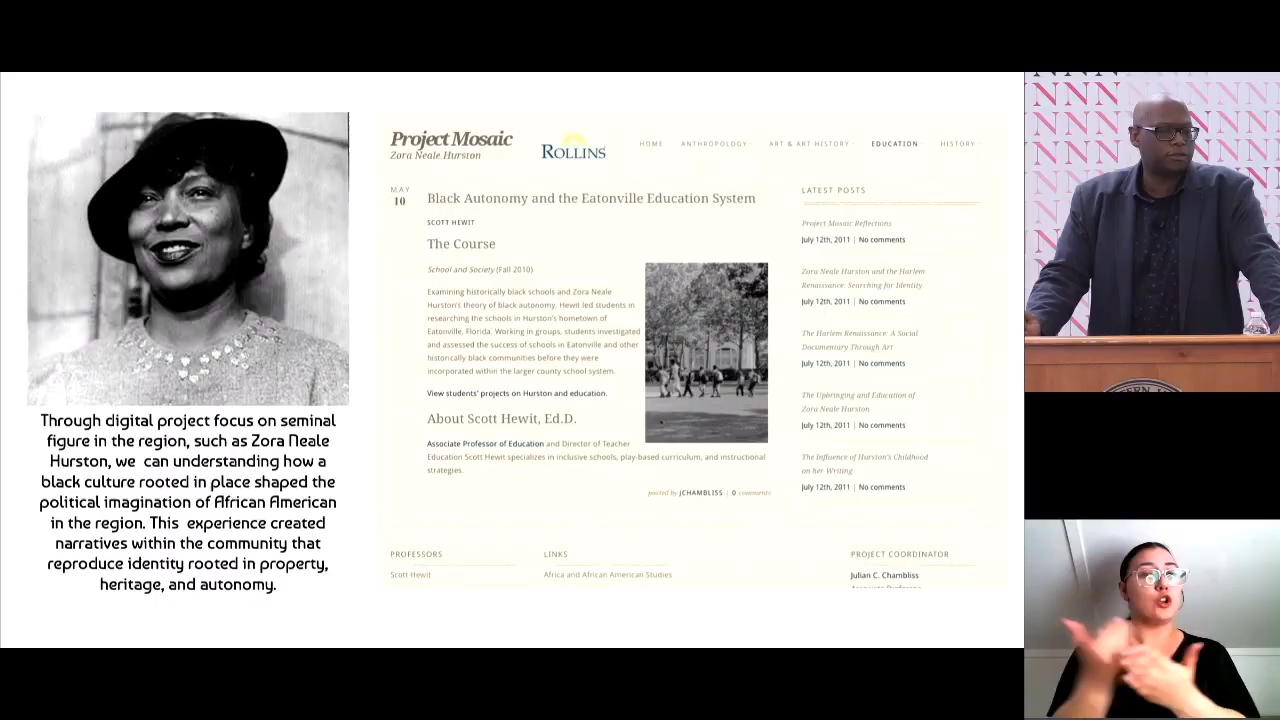 Project Mosaic
Zora Neale Hurston
ROLLINS
HOME ANTHROPOLOGY ART & ART HISTORY EDUCATION HISTORY
MAY
10
Black Autonomy and the Eatonville Education System
SCOTT HEWIT
The Course
School and Society (Fall 2010)
Examining historically black schools and Zora Neale
Hurston's theory of black autonomy. Hewit led students in
researching the schools in Hurston's hometown of
Eatonville, Florida. Working in groups, students investigated
and assessed the success of schools in Eatonville and other
historically black communities before they were
incorporated within the larger county school system.
View students' projects on Hurston and education.
About Scott Hewit, Ed.D.
Associate Professor of Education and Director of Teacher
Education Scott Hewit specializes in inclusive schools, play-based curriculum, and instructional
strategies.
posted by JCHAMBLISS | 0 comments
LATEST POSTS
Project Mosaic Reflections
July 12th, 2011 | No comments
Zora Neale Hurston and the Harlem
Renaissance: Searching for Identity
July 12th, 2011 | No comments
The Harlem Renaissance: A Social
Documentary Through Art
July 12th, 2011 | No comments
The Upbringing and Education of
Zora Neale Hurston
July 12th, 2011 | No comments
The Influence of Hurston's Childhood
on her Writing
July 12th, 2011 | No comments
PROFESSORS
Scott Hewit
LINKS
Africa and African American Studies
PROJECT COORDINATOR
Julian C. Chambliss
Through digital project focus on seminal
figure in the region, such as Zora Neale
Hurston, we can understanding how a
black culture rooted in place shaped the
political imagination of African American
in the region. This experience created
narratives within the community that
reproduce identity rooted in property,
heritage, and autonomy.